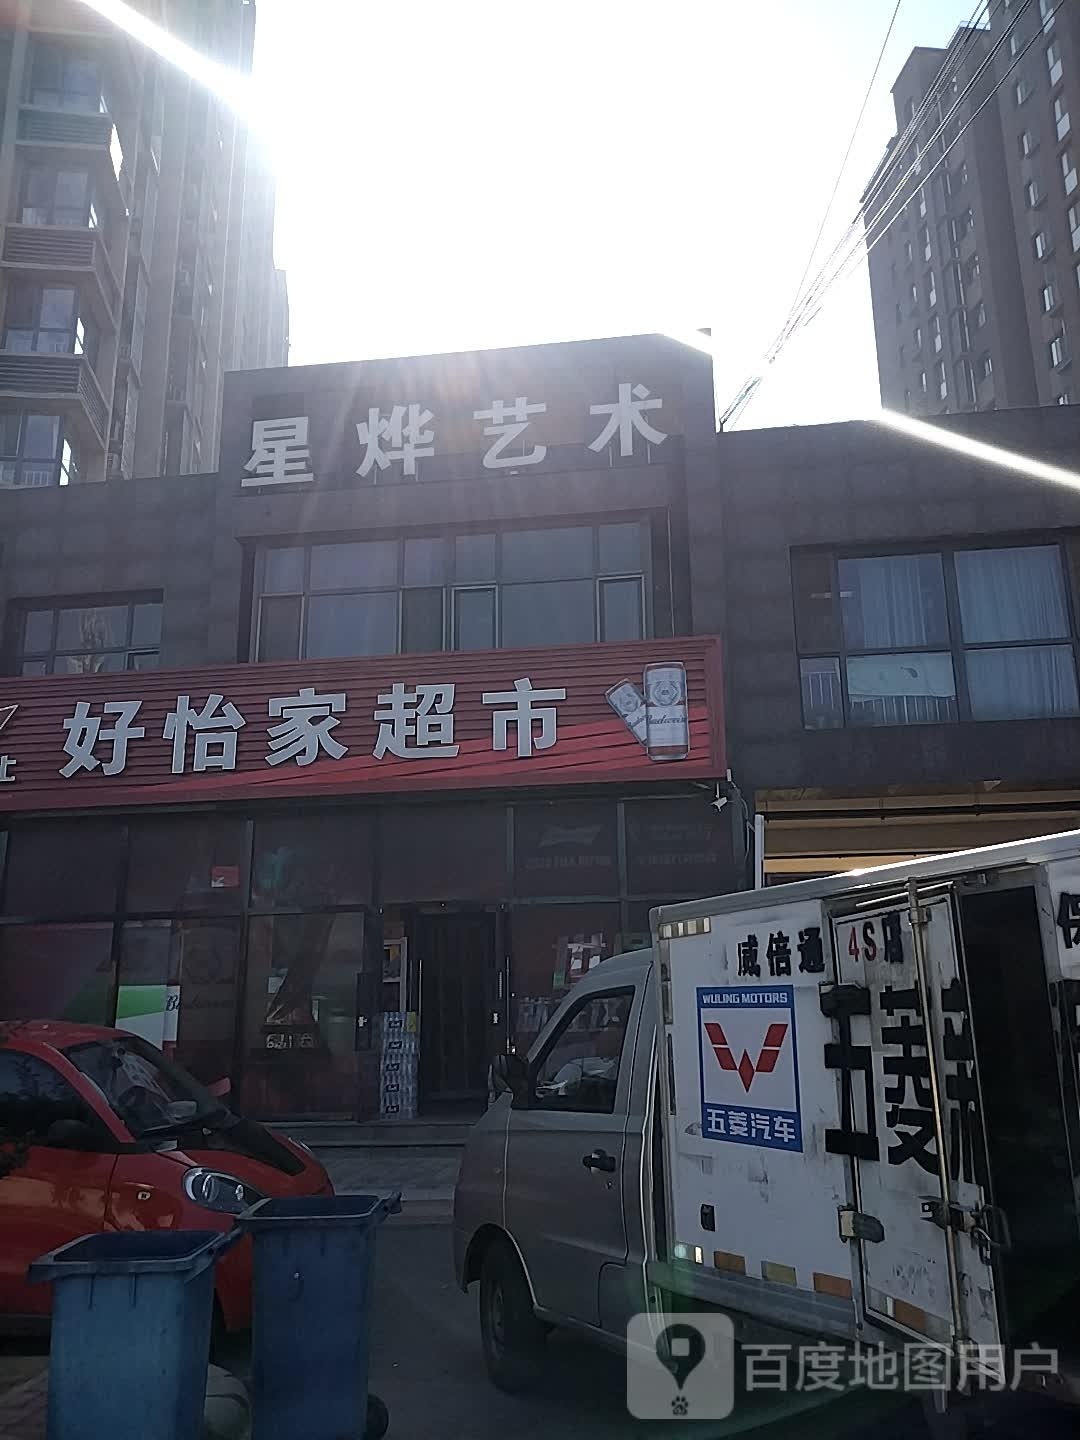 星烨艺术
好怡家超市
Budweiser
威倍通 4S店
WULING MOTORS
五菱汽车
五菱
百度地图用户